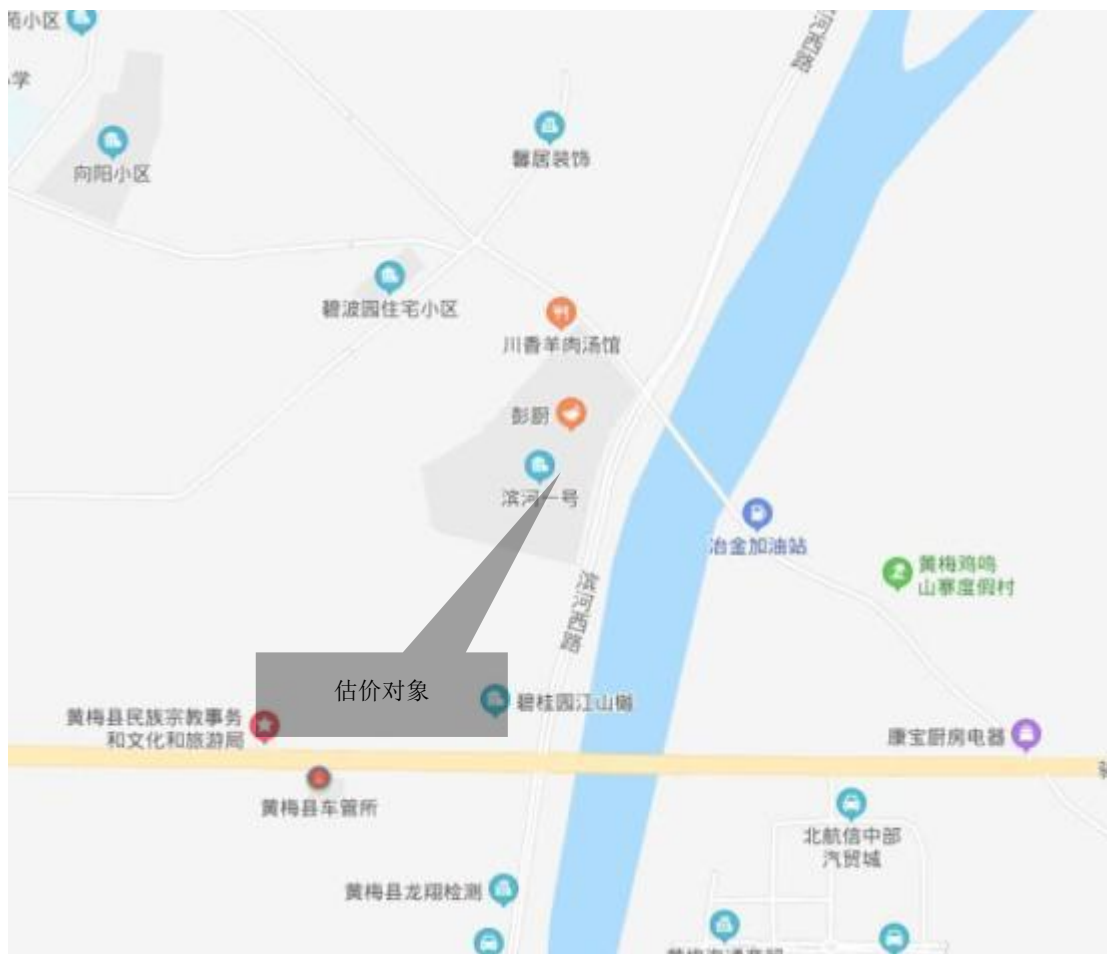 苑小区
学
向阳小区
馨居装饰
碧波园住宅小区
川香羊肉汤馆
彭厨
滨河一号
冶金加油站
黄梅鸡鸣
山寨度假村
滨河西路
估价对象
碧桂园江山樾
黄梅县民族宗教事务
和文化和旅游局
康宝厨房电器
黄梅县车管所
北航信中部
汽贸城
黄梅县龙翔检测